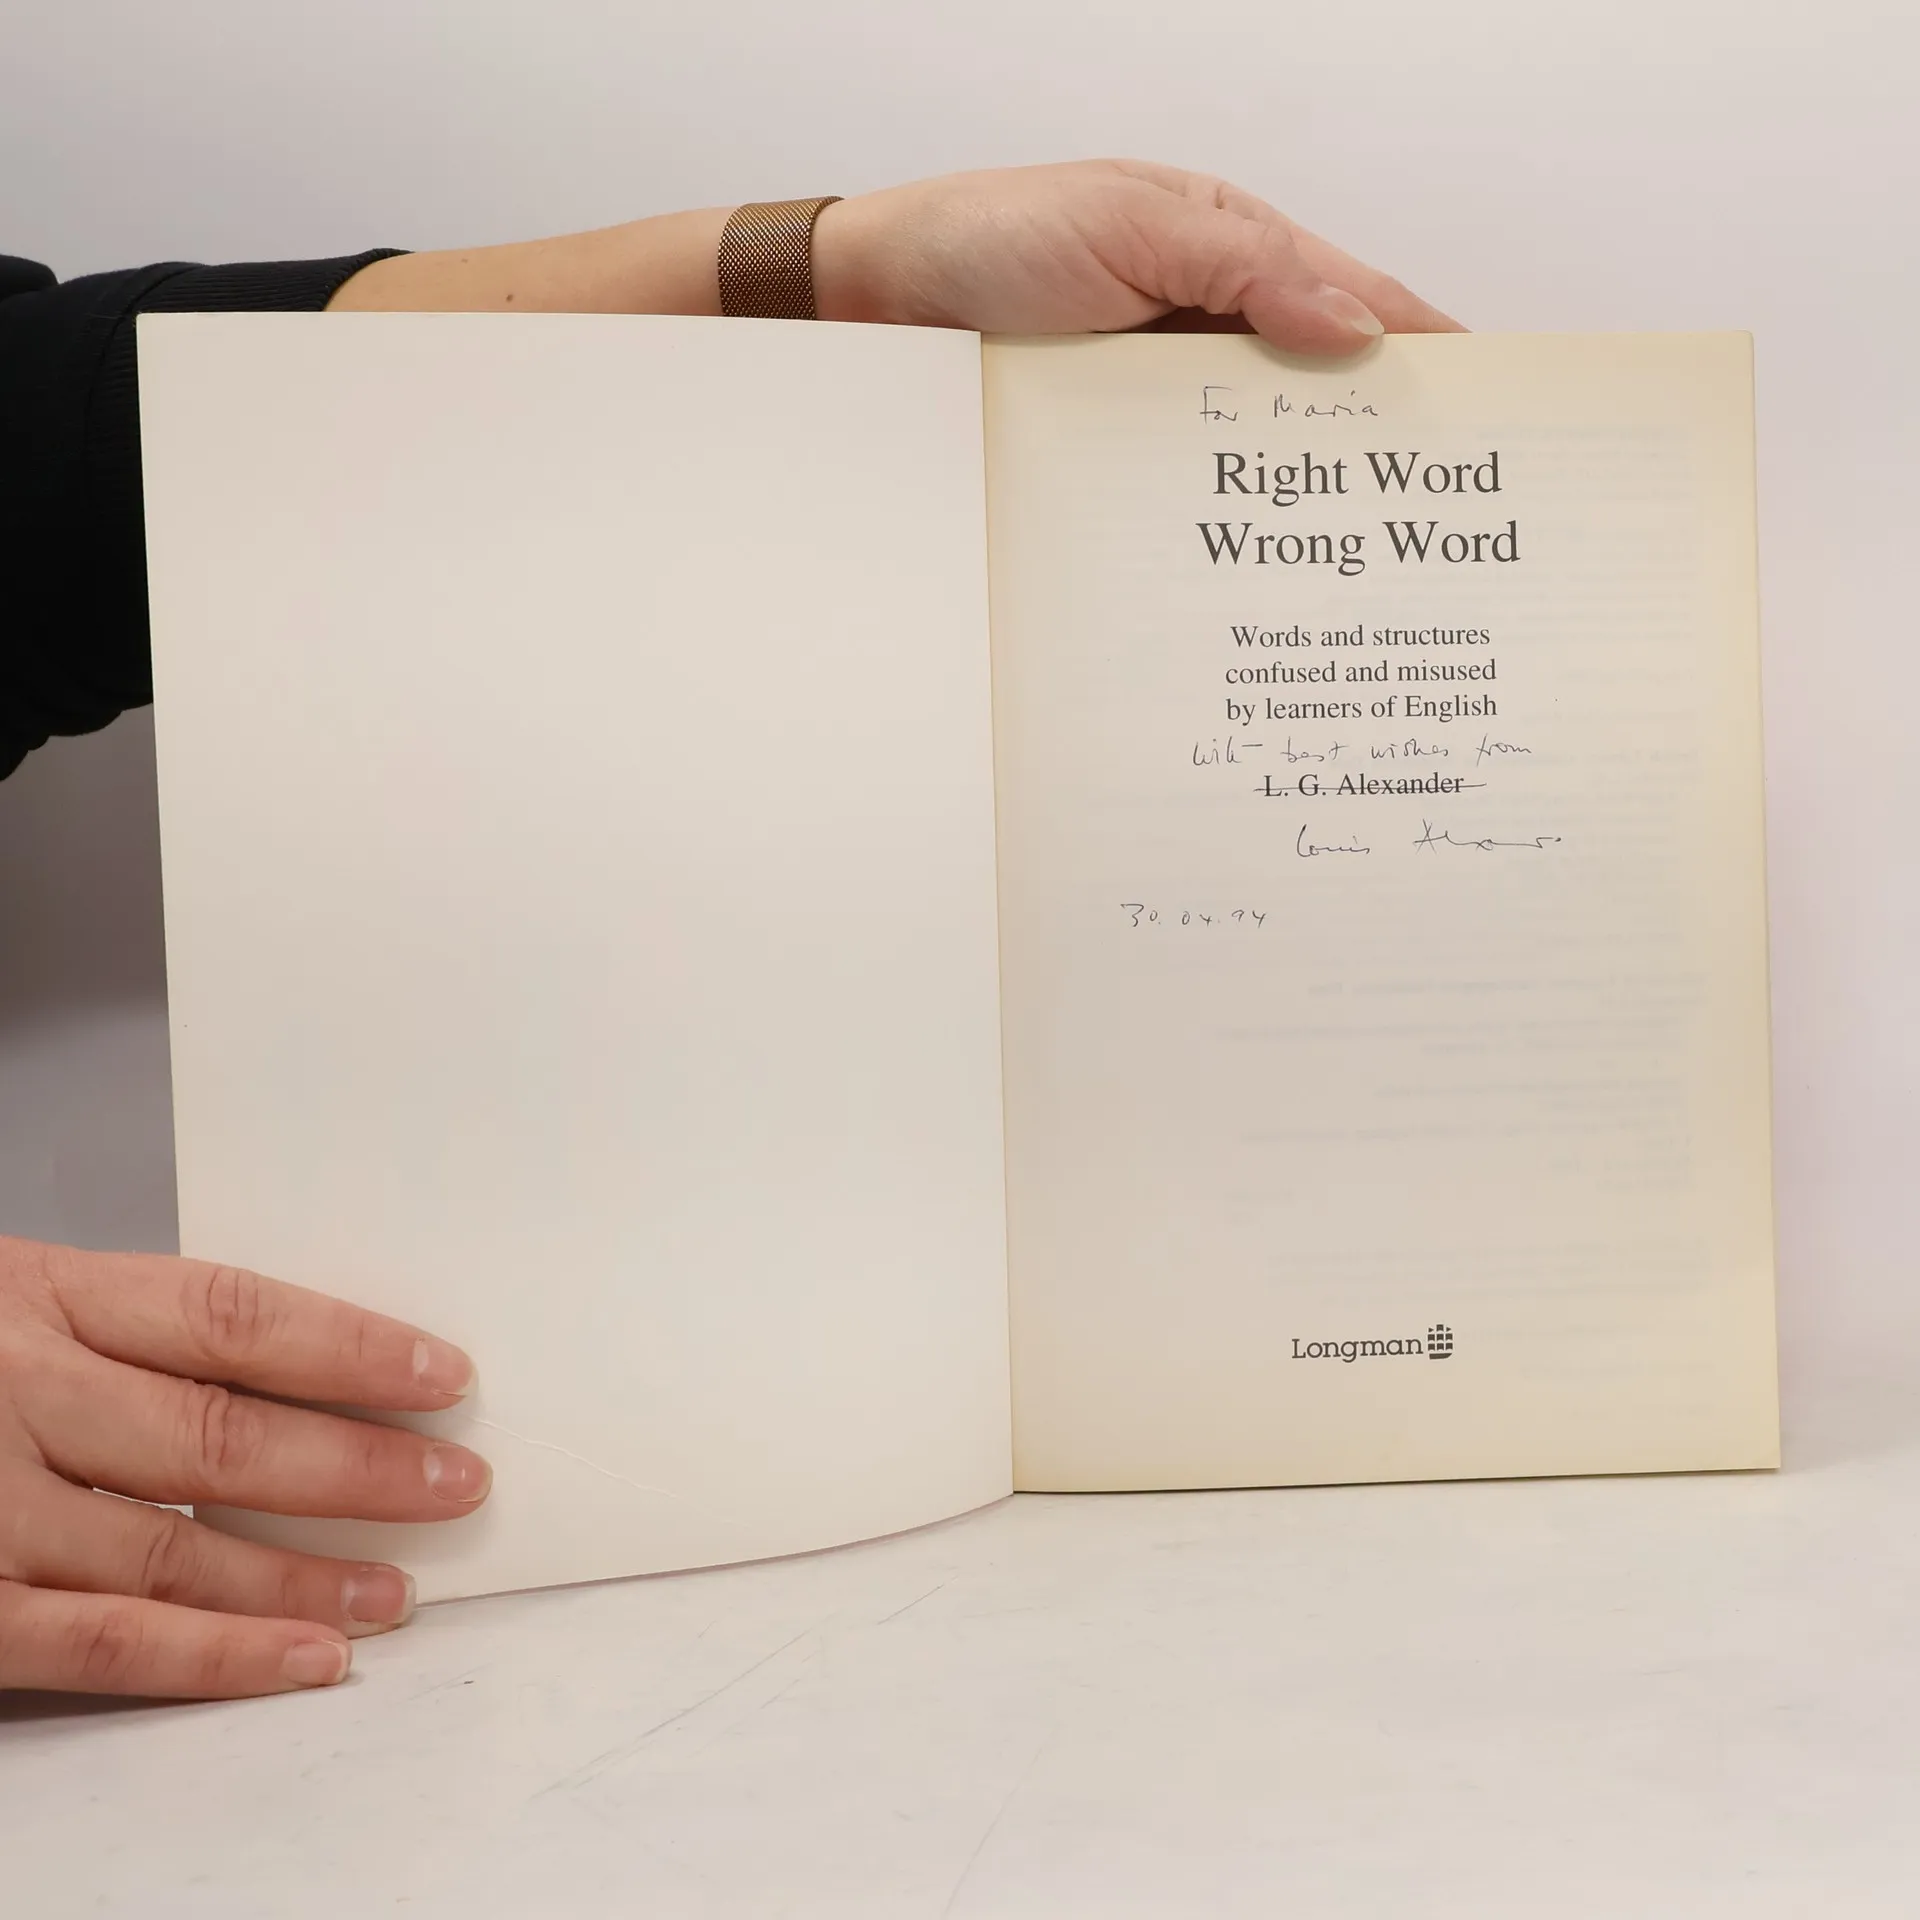 For Maria
Right Word
Wrong Word
Words and structures
confused and misused
by learners of English
With best wishes from
L. G. Alexander
Louis Alexander
30.04.94
Longman